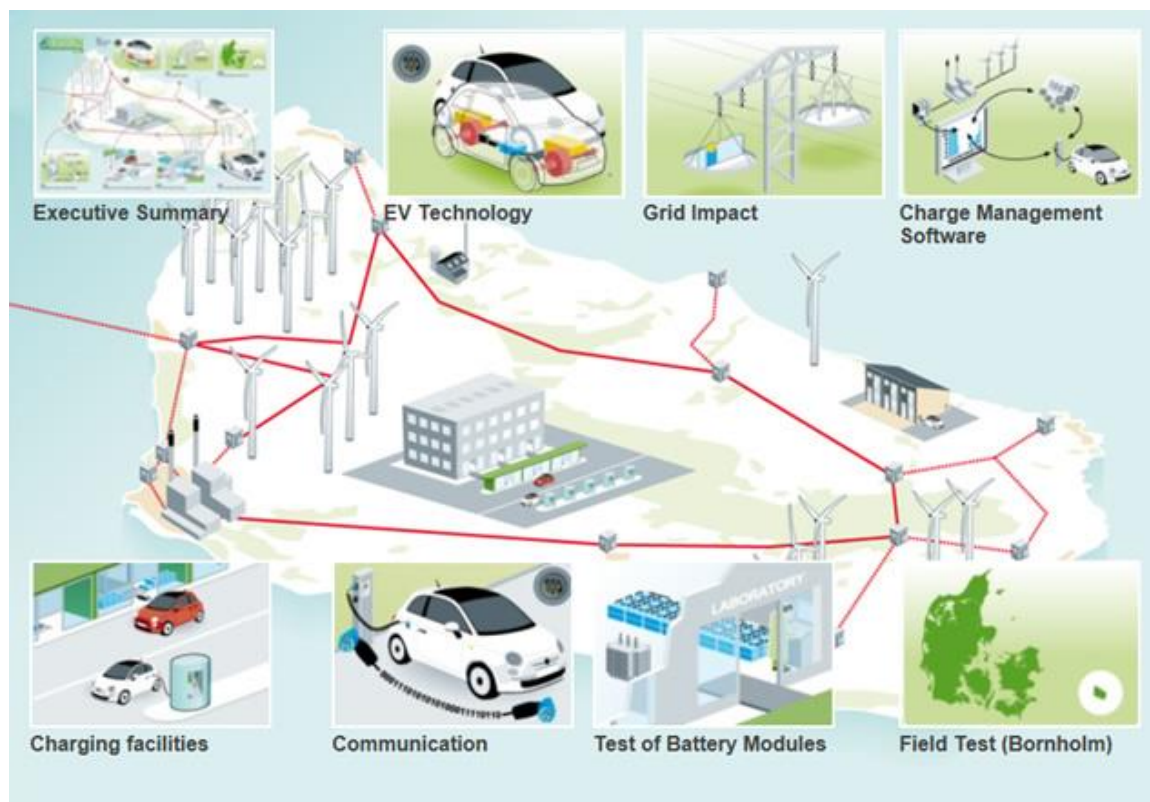 Executive Summary
EV Technology
Grid Impact
Charge Management
Software
LABORATORY
00011101010101000111101110
Charging facilities
Communication
Test of Battery Modules
Field Test (Bornholm)